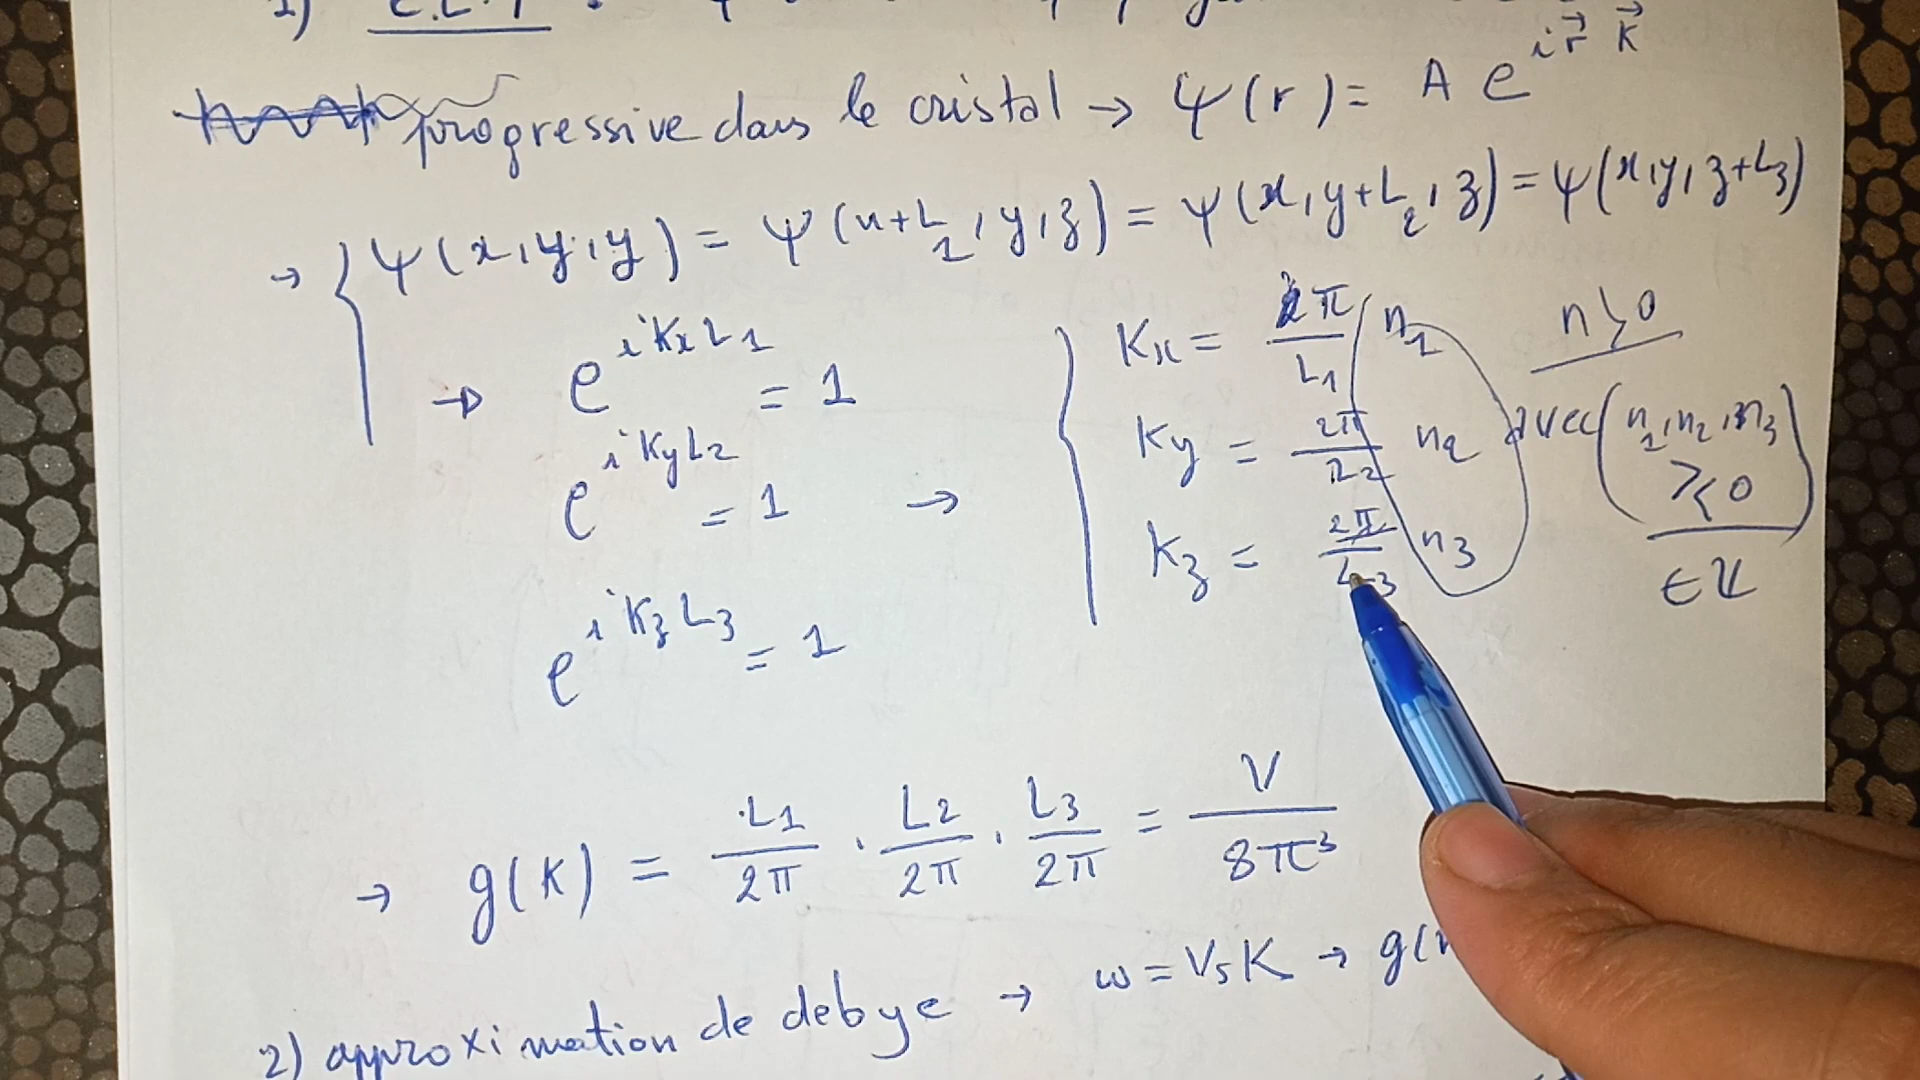 1) C.L.P :
progressive dans le cristal → ψ(r) = A e^{i r⃗ K⃗}
→ { ψ(x,y,y) = ψ(x+L₁,y,z) = ψ(x,y+L₂,z) = ψ(x,y,z+L₃)
→ e^{iKxL1} = 1
e^{iKyL2} = 1 →
e^{iKzL3} = 1
Kx = 2π/L1 n₁
Ky = 2π/L2 n₂
Kz = 2π/L3 n3
avec (n₁, n₂, n₃
≷ 0)
∈ Z
→ g(K) = L1/2π · L2/2π · L3/2π = V/8π³
2) approximation de debye → ω = V₅K → g(